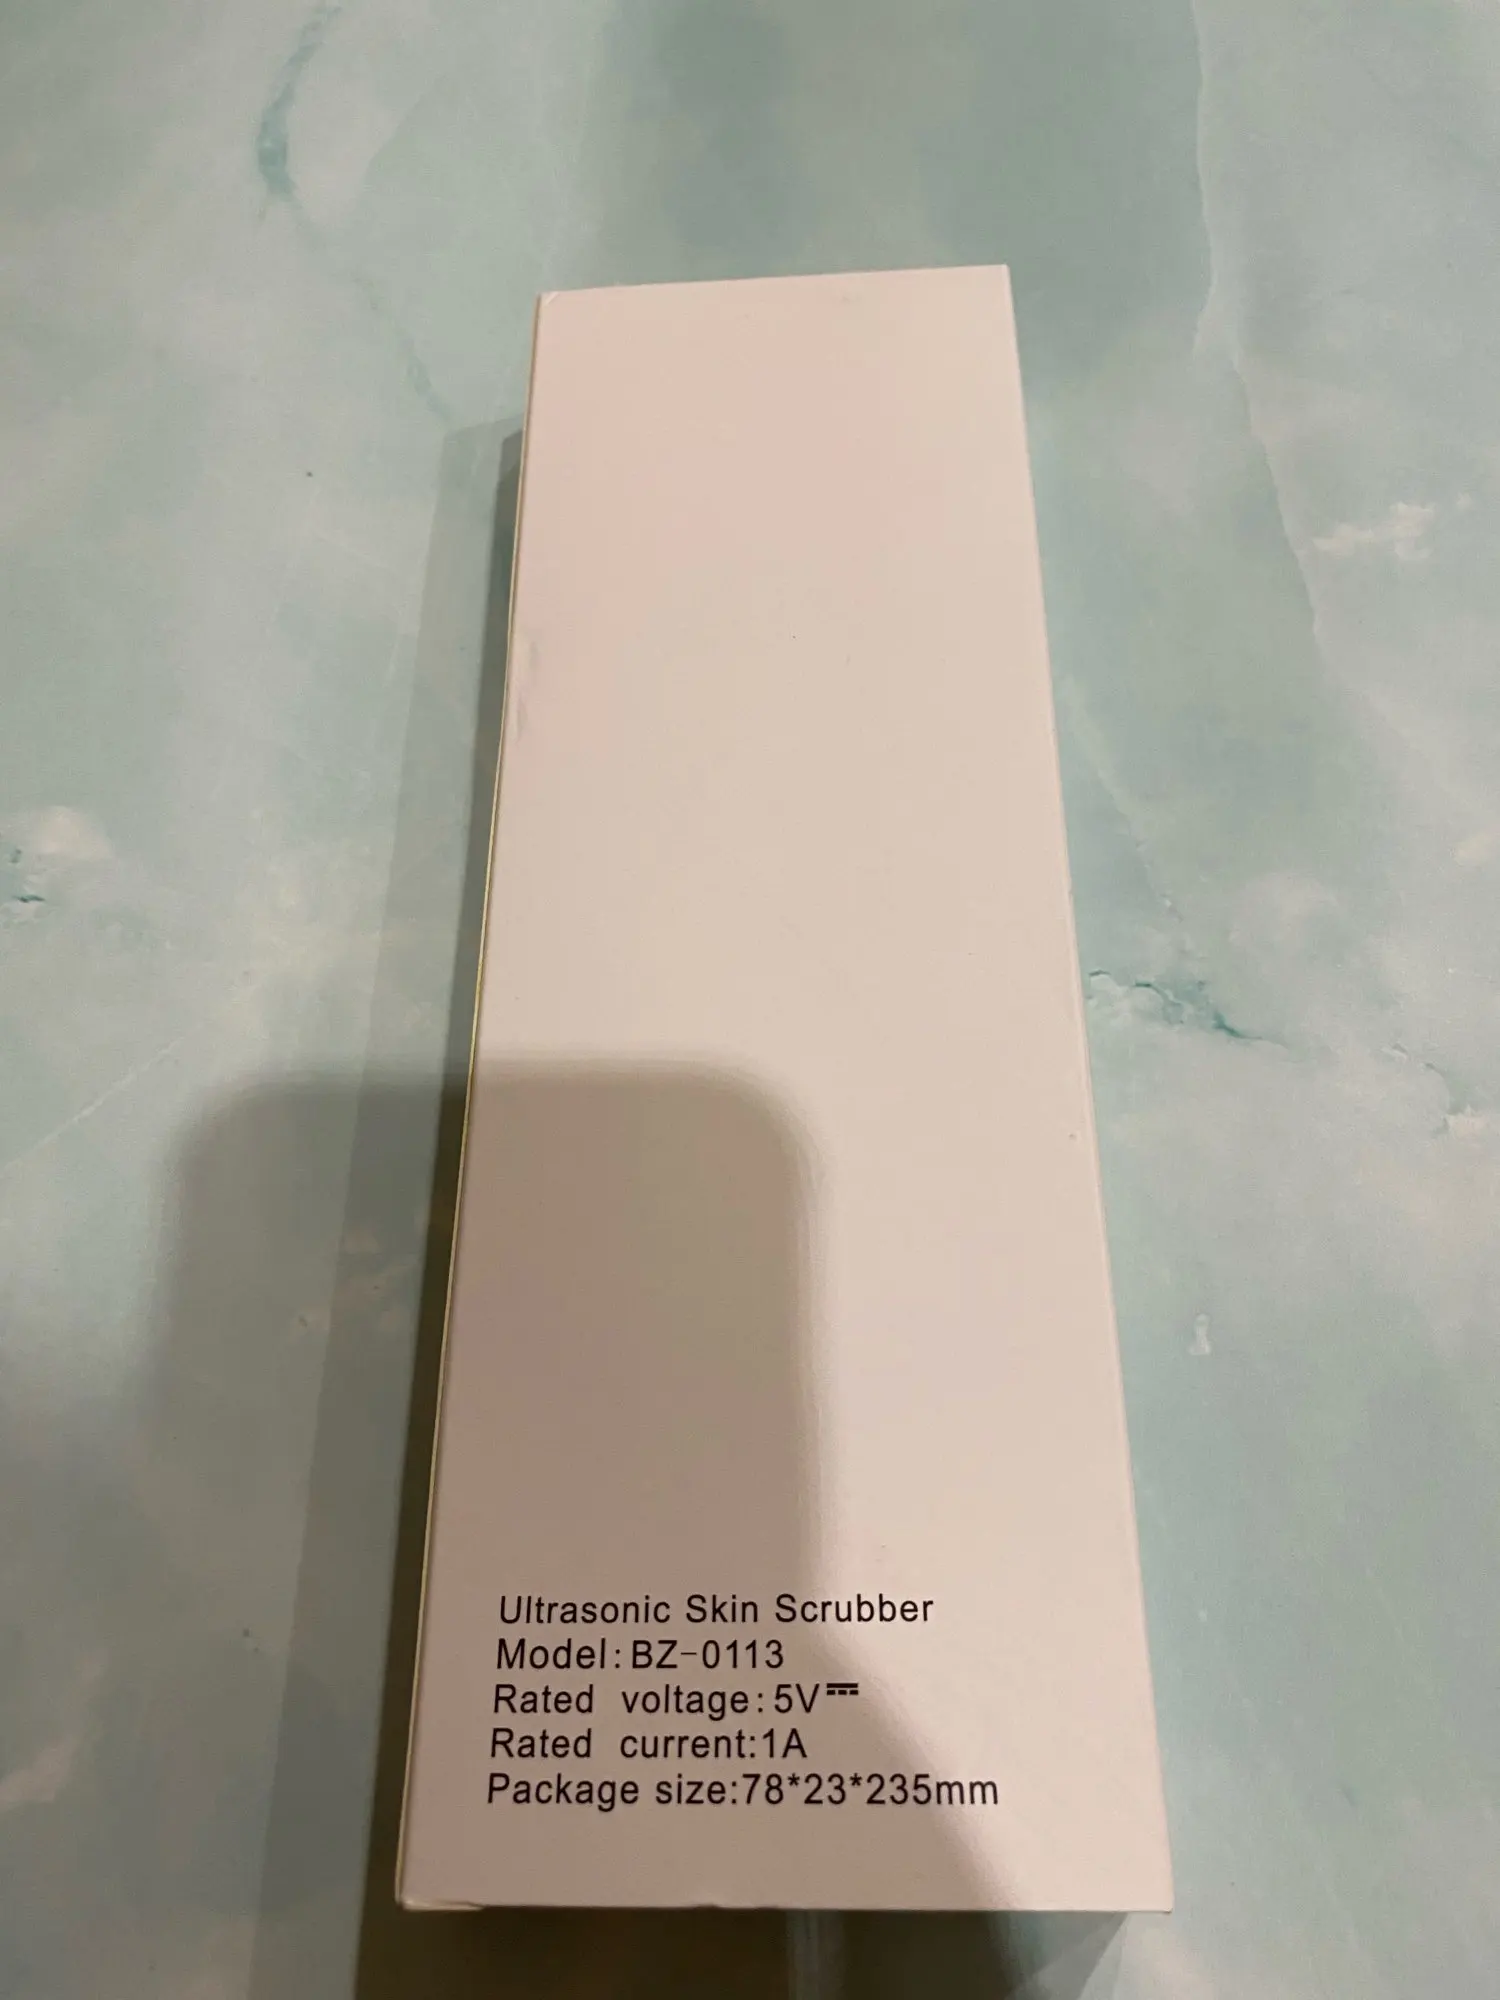 Ultrasonic Skin Scrubber
Model:BZ-0113
Rated voltage:5V⎓
Rated current:1A
Package size:78*23*235mm